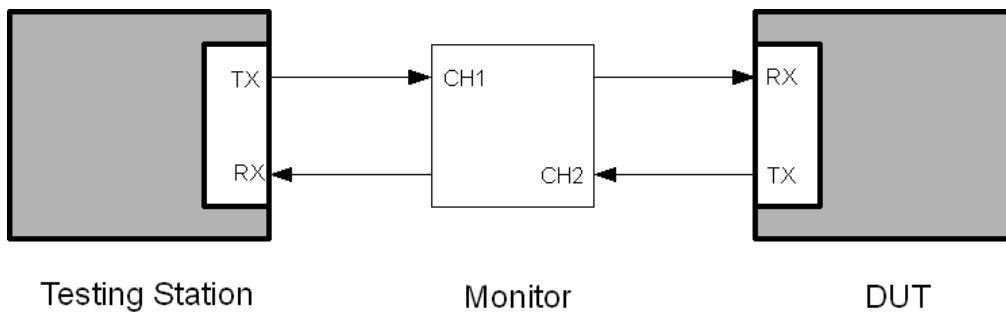 TX
CH1
RX
RX
CH2
TX
Testing Station
Monitor
DUT